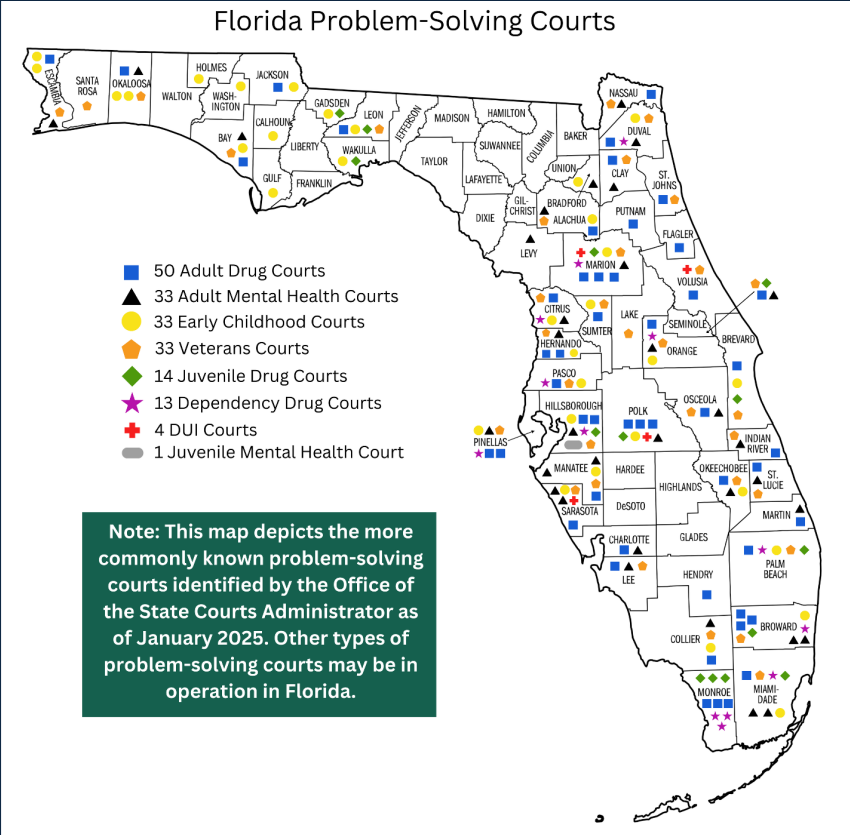 Florida Problem-Solving Courts
ESCAMBIA
SANTA
ROSA
OKALOOSA
WALTON
HOLMES
WASH-
INGTON
JACKSON
BAY
CALHOUN
GULF
GADSDEN
LIBERTY
FRANKLIN
LEON
WAKULLA
JEFFERSON
MADISON
TAYLOR
HAMILTON
SUWANNEE
LAFAYETTE
DIXIE
COLUMBIA
GIL-
CHRIST
BAKER
UNION
BRADFORD
ALACHUA
LEVY
NASSAU
DUVAL
CLAY
ST.
JOHNS
PUTNAM
FLAGLER
MARION
VOLUSIA
CITRUS
SUMTER
LAKE
SEMINOLE
ORANGE
BREVARD
HERNANDO
PASCO
HILLSBOROUGH
PINELLAS
POLK
OSCEOLA
INDIAN
RIVER
MANATEE
HARDEE
HIGHLANDS
OKEECHOBEE
ST.
LUCIE
SARASOTA
DeSOTO
MARTIN
CHARLOTTE
GLADES
LEE
HENDRY
PALM
BEACH
COLLIER
BROWARD
MONROE
MIAMI-
DADE
50 Adult Drug Courts
33 Adult Mental Health Courts
33 Early Childhood Courts
33 Veterans Courts
14 Juvenile Drug Courts
13 Dependency Drug Courts
4 DUI Courts
1 Juvenile Mental Health Court
Note: This map depicts the more
commonly known problem-solving
courts identified by the Office of
the State Courts Administrator as
of January 2025. Other types of
problem-solving courts may be in
operation in Florida.